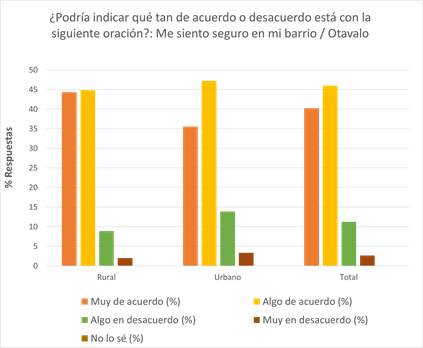 ¿Podría indicar qué tan de acuerdo o desacuerdo está con la
siguiente oración?: Me siento seguro en mi barrio / Otavalo
% Respuestas
50
45
40
35
30
25
20
15
10
5
0
Rural Urbano Total
Muy de acuerdo (%) Algo de acuerdo (%)
Algo en desacuerdo (%) Muy en desacuerdo (%)
No lo sé (%)